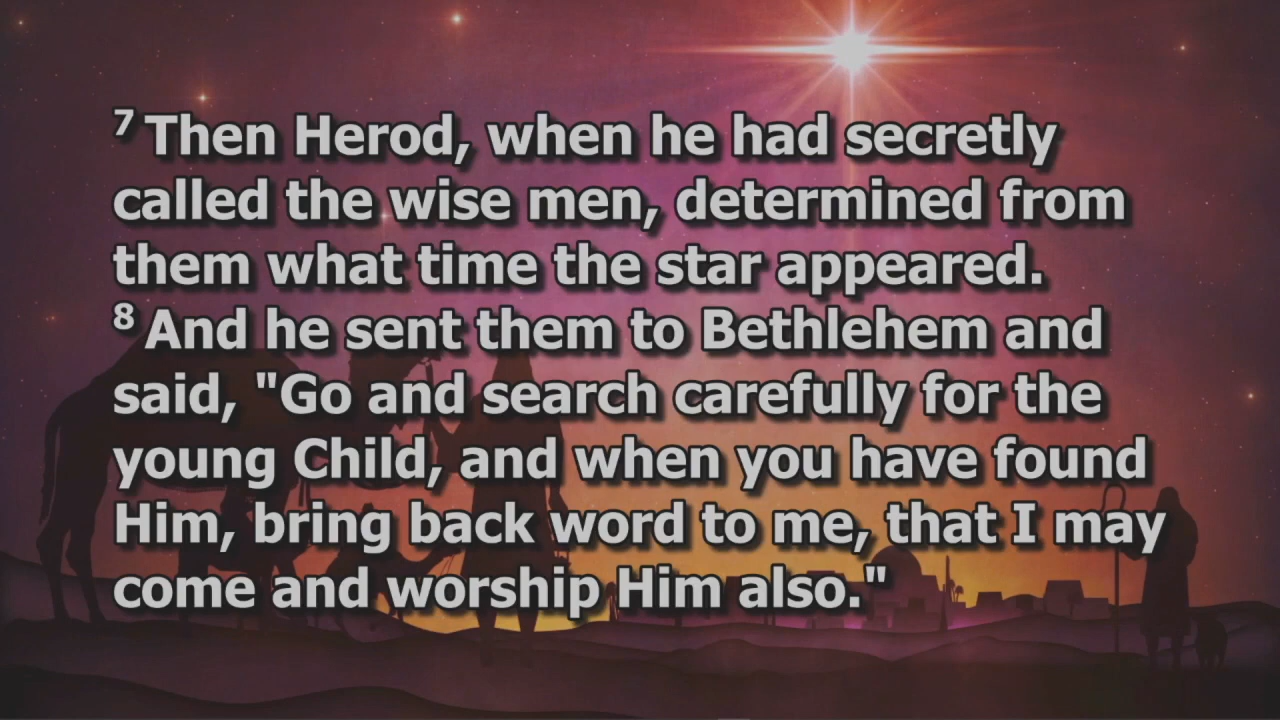 7 Then Herod, when he had secretly
called the wise men, determined from
them what time the star appeared.
8 And he sent them to Bethlehem and
said, "Go and search carefully for the
young Child, and when you have found
Him, bring back word to me, that I may
come and worship Him also."